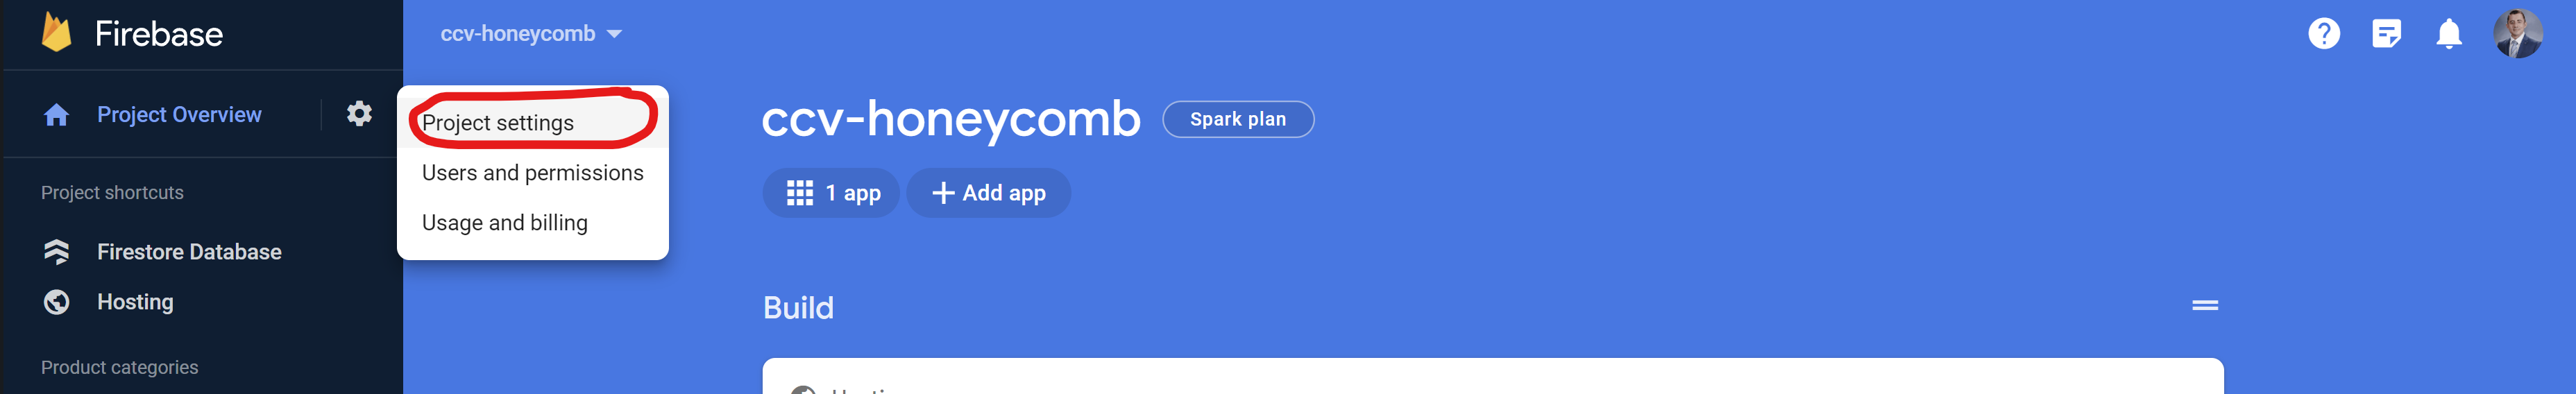 Firebase
ccv-honeycomb
Project Overview
Project settings
Users and permissions
Usage and billing
ccv-honeycomb
Spark plan
1 app
Add app
Project shortcuts
Firestore Database
Hosting
Build
Product categories